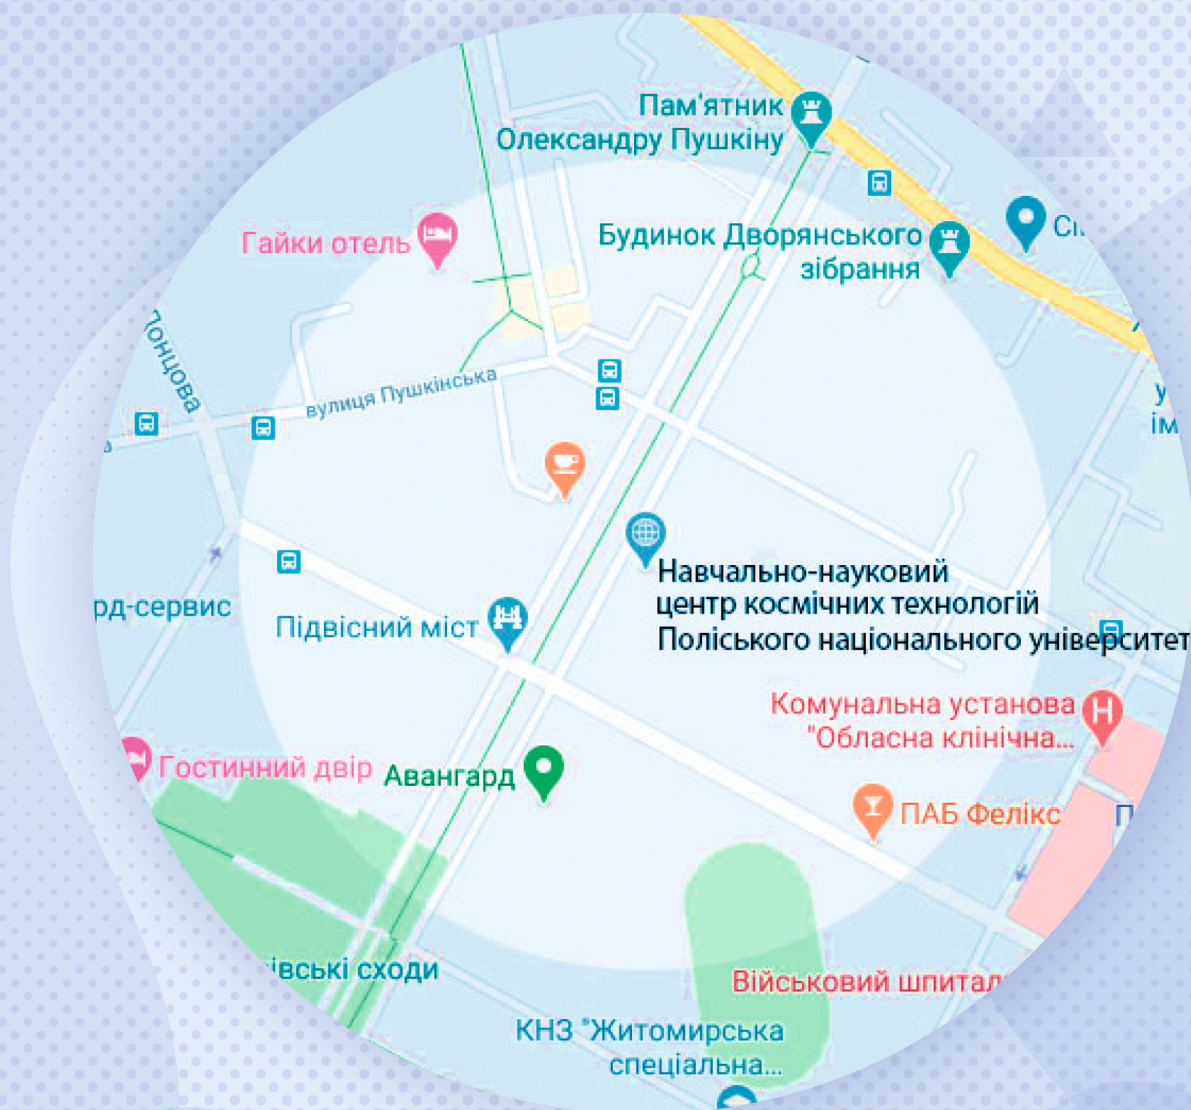 Пам'ятник
Олександру Пушкіну
Гайки отель
Будинок Дворянського
зібрання
Донцова
вулиця Пушкінська
у
ім
Навчально-науковий
центр космічних технологій
Поліського національного університет
рд-сервис
Підвісний міст
Комунальна установа
"Обласна клінічна...
H
Гостинний двір
Авангард
ПАБ Фелікс
П
івські сходи
Військовий шпитал
КНЗ "Житомирська
спеціальна...